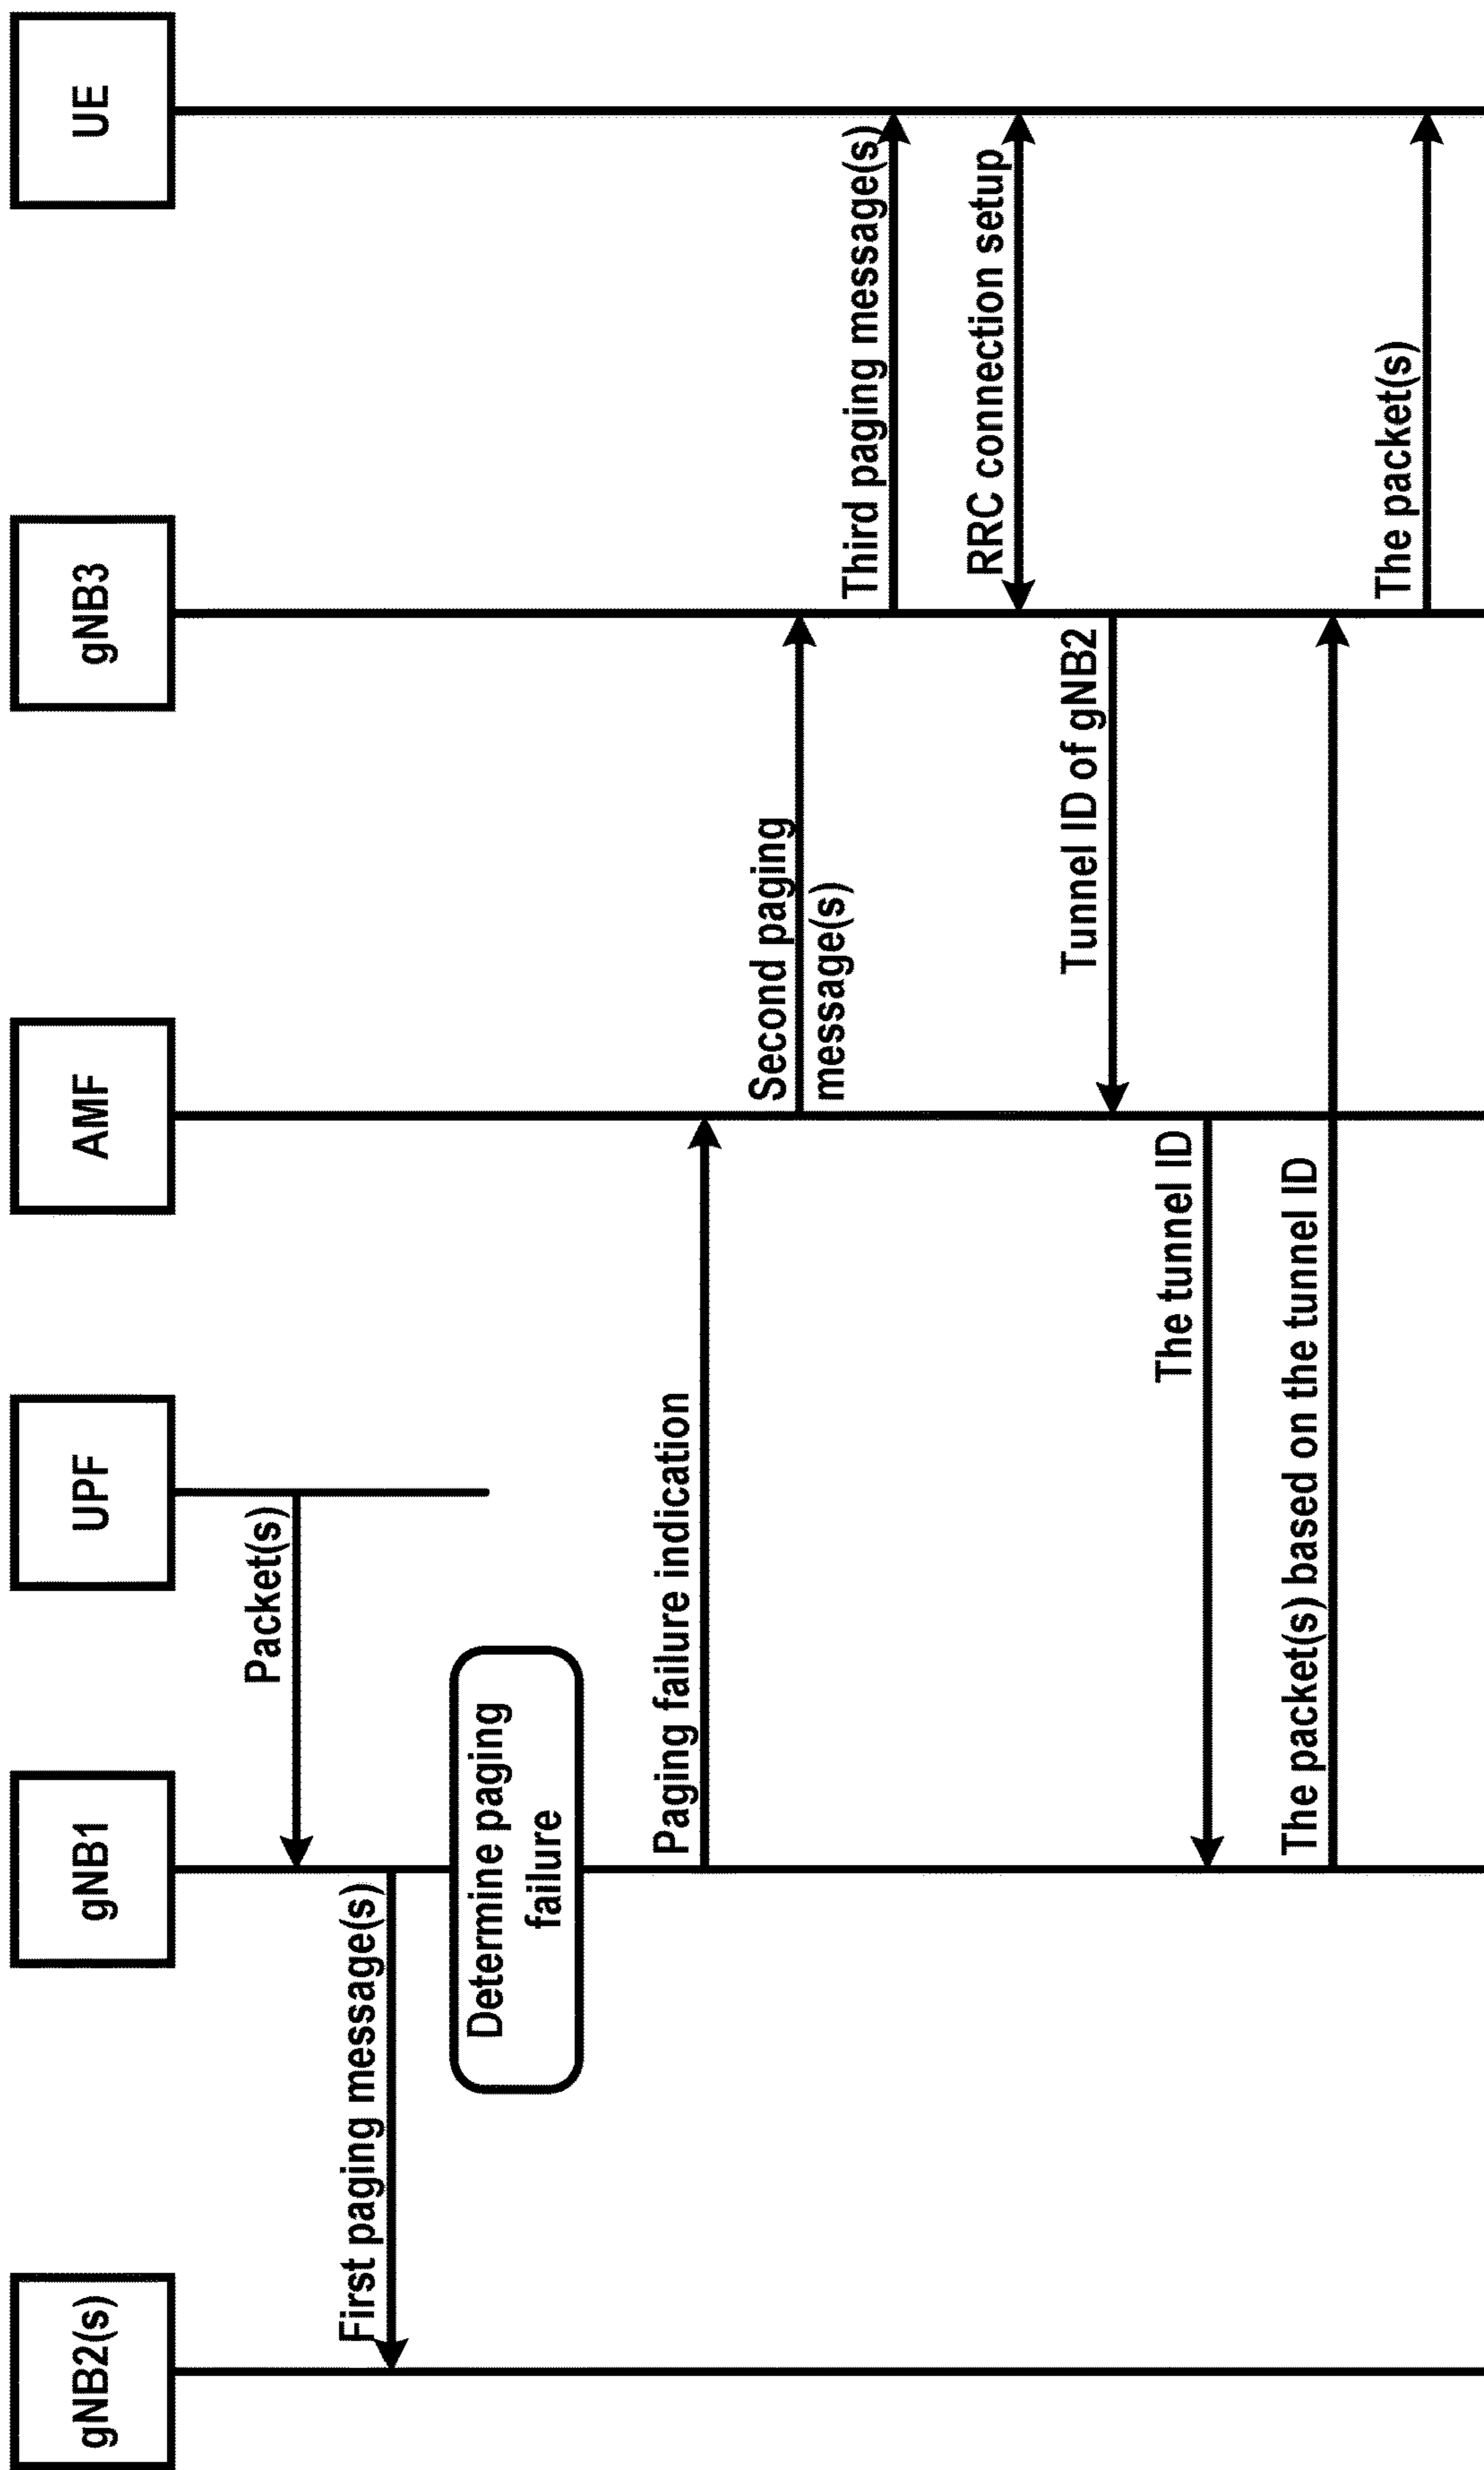 gNB2(s)
gNB1
UPF
AMF
gNB3
UE
Packet(s)
First paging message(s)
Determine paging
failure
Paging failure indication
Second paging
message(s)
Third paging message(s)
RRC connection setup
Tunnel ID of gNB2
The tunnel ID
The packet(s) based on the tunnel ID
The packet(s)